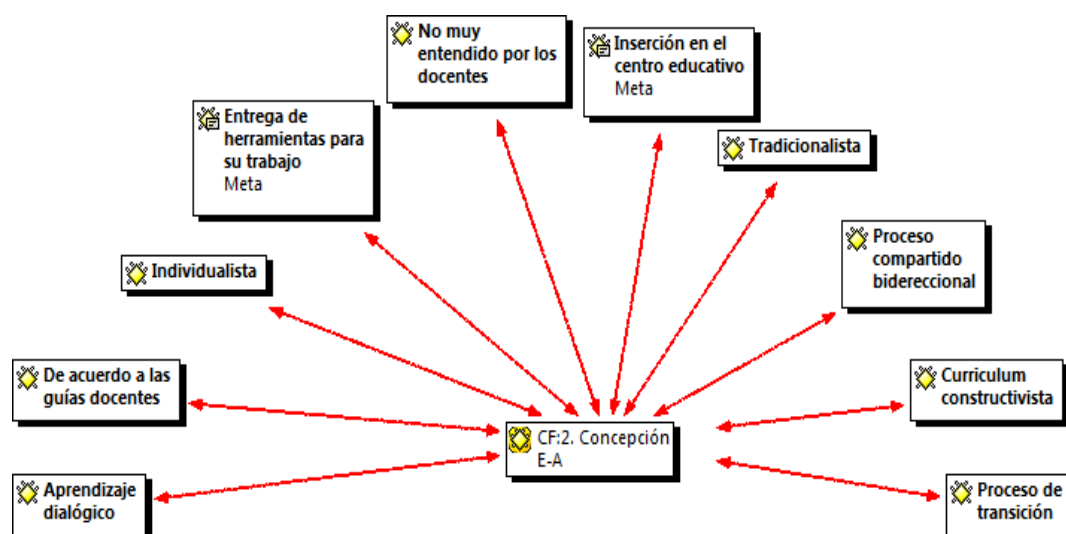 No muy
entendido por los
docentes
Inserción en el
centro educativo
Meta
Entrega de
herramientas para
su trabajo
Meta
Tradicionalista
Proceso
compartido
bidereccional
Individualista
De acuerdo a las
guías docentes
Curriculum
constructivista
CF:2. Concepción
E-A
Aprendizaje
dialógico
Proceso de
transición